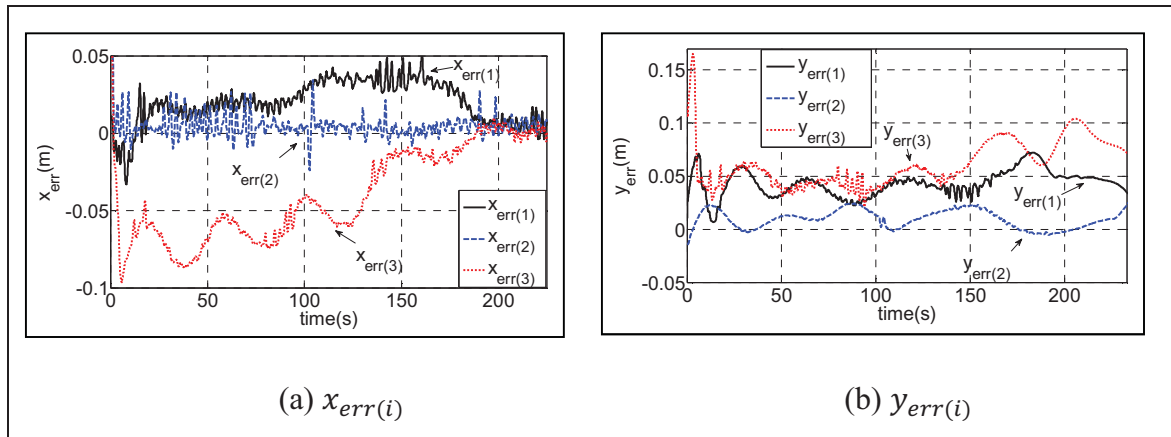 0.05
0
-0.05
-0.1
x_err(m)
0 50 100 150 200
time(s)
x_err(1)
x_err(2)
x_err(3)
x_err(1)
x_err(2)
x_err(3)
(a) x_err(i)
0.15
0.1
0.05
0
-0.05
y_err(m)
0 50 100 150 200
time(s)
y_err(1)
y_err(2)
y_err(3)
y_err(3)
y_err(1)
y_err(2)
(b) y_err(i)